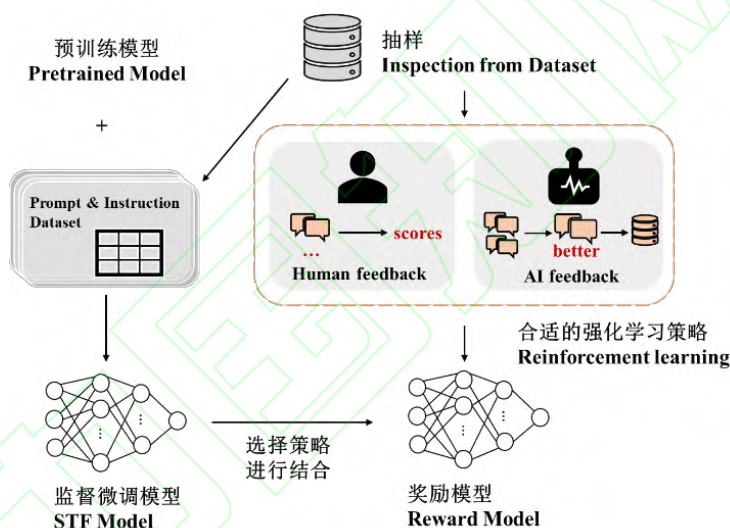 预训练模型
Pretrained Model
+
抽样
Inspection from Dataset
Prompt & Instruction
Dataset
...
scores
Human feedback
better
AI feedback
合适的强化学习策略
Reinforcement learning
选择策略
进行结合
监督微调模型
STF Model
奖励模型
Reward Model